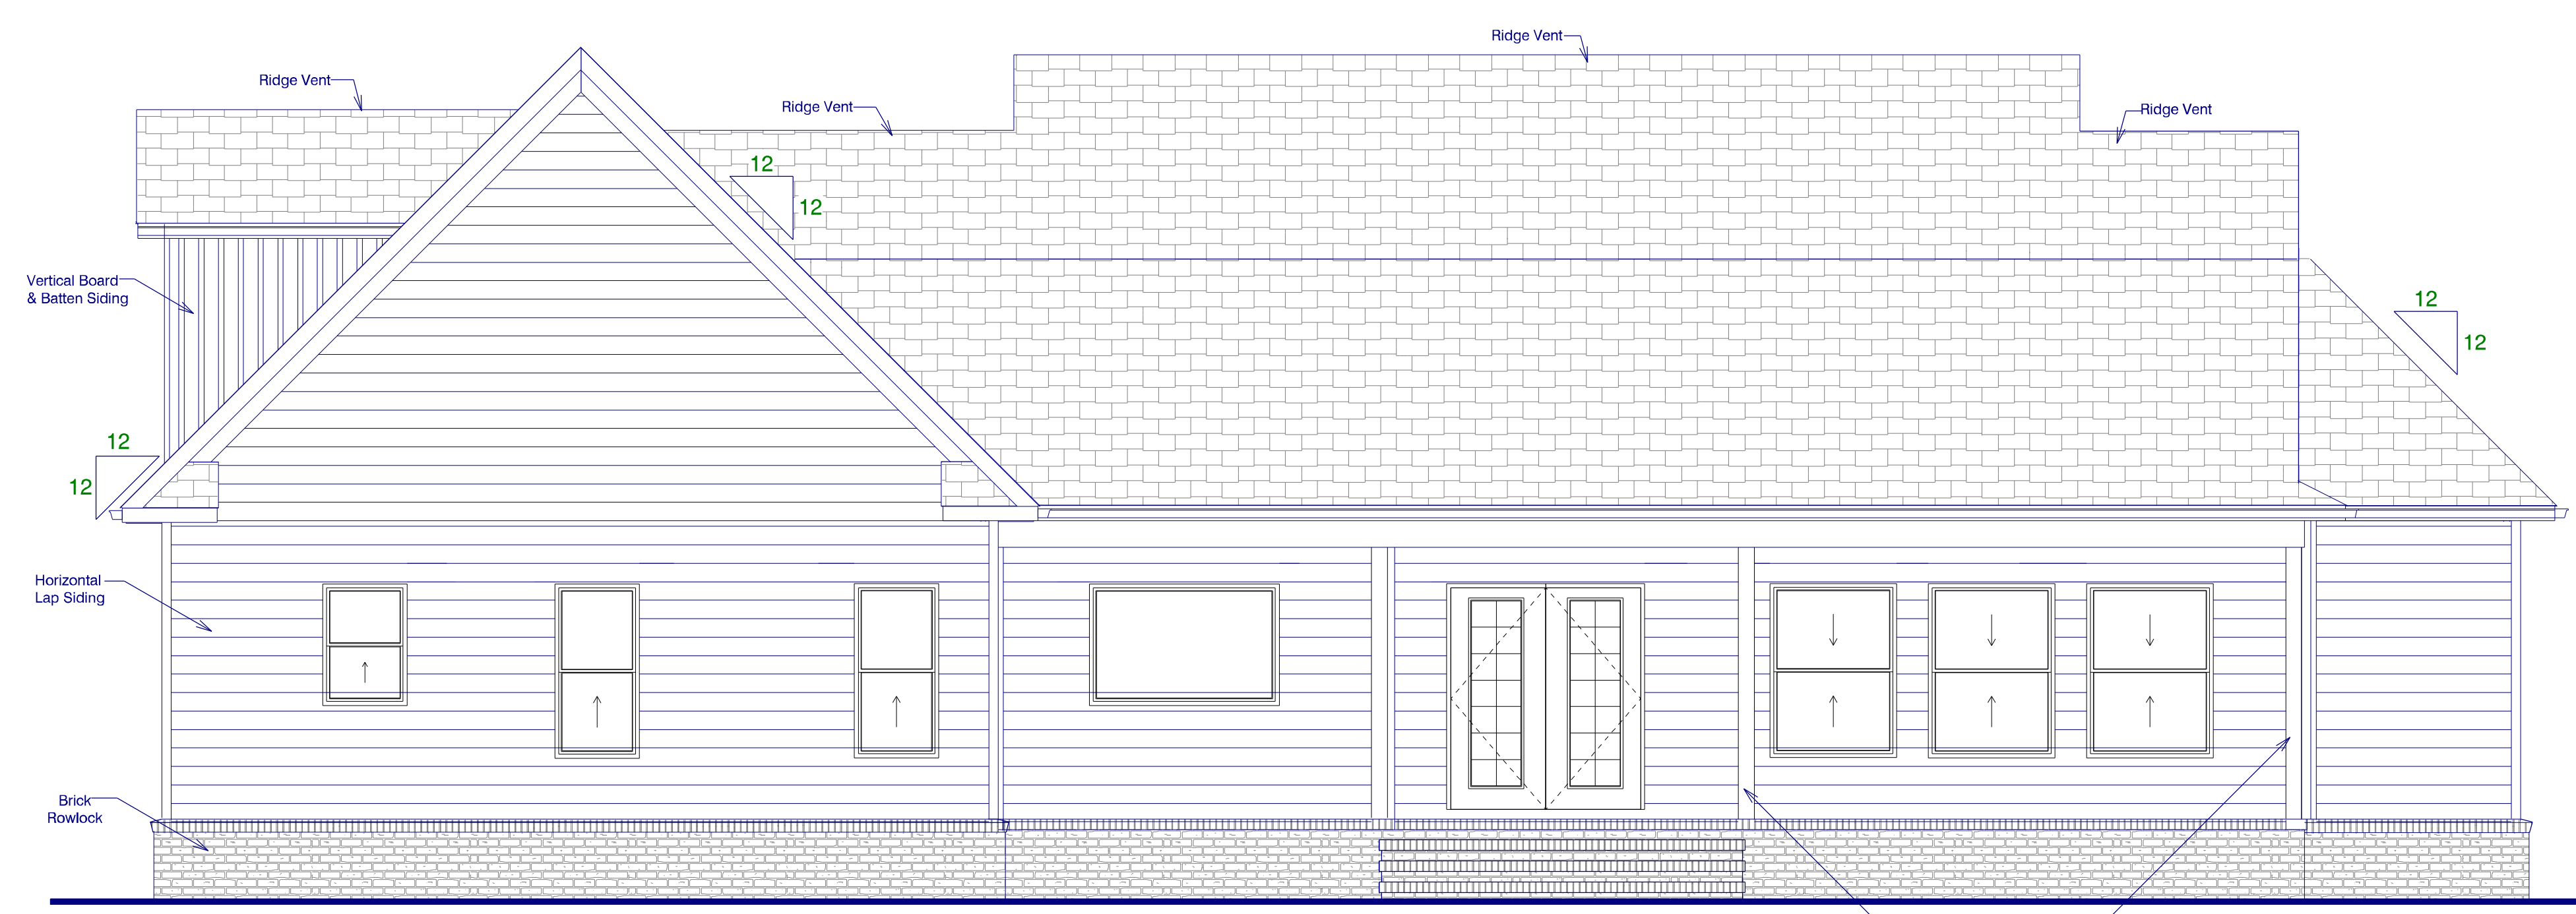 Ridge Vent
Ridge Vent
Ridge Vent
Ridge Vent
12
12
Vertical Board
& Batten Siding
12
12
12
12
Horizontal
Lap Siding
Brick
Rowlock